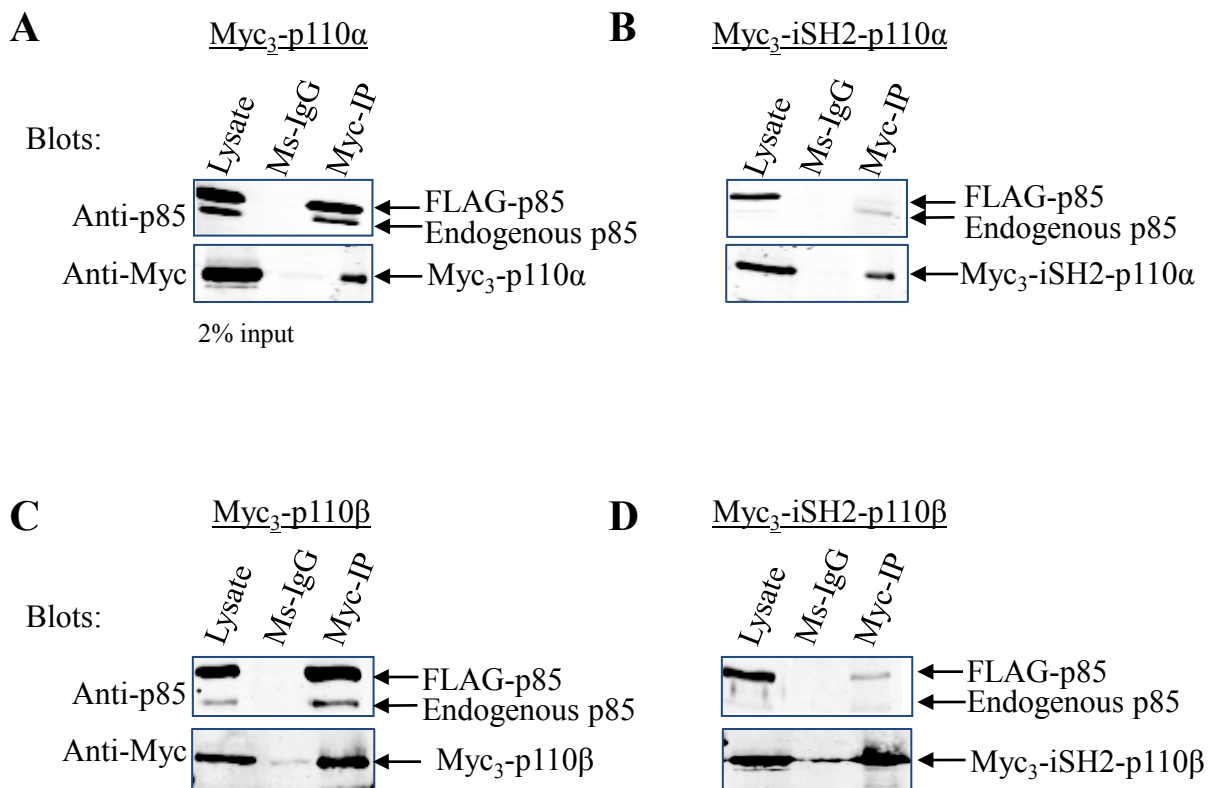 A
Myc3-p110α
Blots:
Lysate
Ms-IgG
Myc-IP
Anti-p85
FLAG-p85
Endogenous p85
Anti-Myc
Myc3-p110α
2% input
B
Myc3-iSH2-p110α
Lysate
Ms-IgG
Myc-IP
FLAG-p85
Endogenous p85
Myc3-iSH2-p110α
C
Myc3-p110β
Blots:
Lysate
Ms-IgG
Myc-IP
Anti-p85
FLAG-p85
Endogenous p85
Anti-Myc
Myc3-p110β
D
Myc3-iSH2-p110β
Lysate
Ms-IgG
Myc-IP
FLAG-p85
Endogenous p85
Myc3-iSH2-p110β